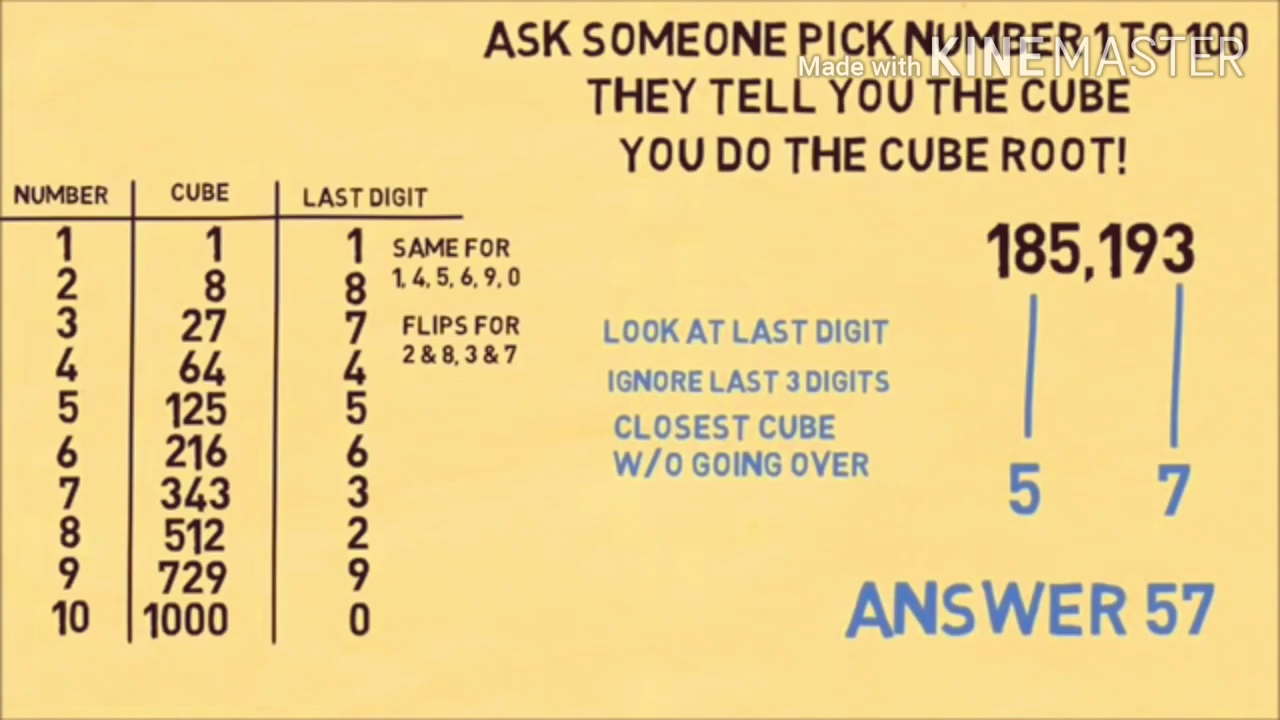 ASK SOMEONE PICK NUMBER 1 TO 100
Made with KINEMASTER
THEY TELL YOU THE CUBE
YOU DO THE CUBE ROOT!
NUMBER CUBE LAST DIGIT
1 1 1 SAME FOR
1, 4, 5, 6, 9, 0
2 8 8
3 27 7 FLIPS FOR
2 & 8, 3 & 7
4 64 4
5 125 5
6 216 6
7 343 3
8 512 2
9 729 9
10 1000 0
185,193
LOOK AT LAST DIGIT
IGNORE LAST 3 DIGITS
CLOSEST CUBE
W/O GOING OVER
5 7
ANSWER 57